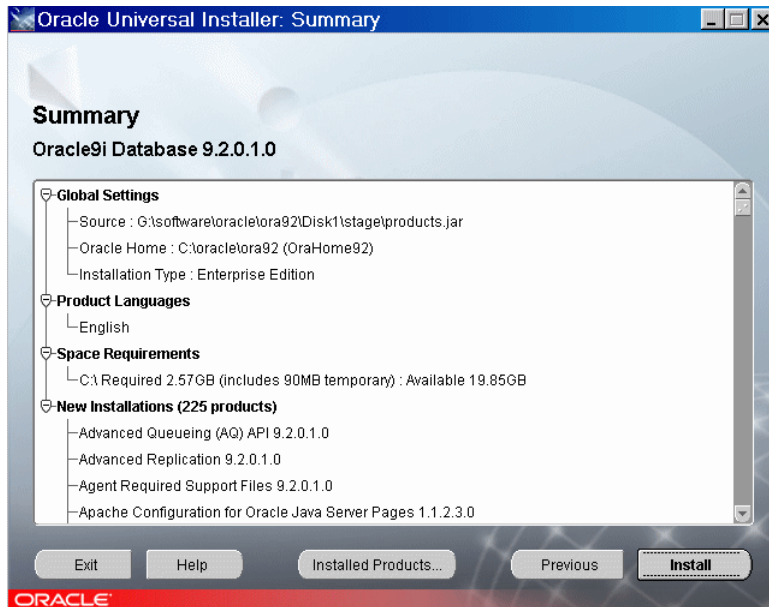 Oracle Universal Installer: Summary
Summary
Oracle9i Database 9.2.0.1.0
Global Settings
Source : G:\software\oracle\ora92\Disk1\stage\products.jar
Oracle Home : C:\oracle\ora92 (OraHome92)
Installation Type : Enterprise Edition
Product Languages
English
Space Requirements
C:\ Required 2.57GB (includes 90MB temporary) : Available 19.85GB
New Installations (225 products)
Advanced Queueing (AQ) API 9.2.0.1.0
Advanced Replication 9.2.0.1.0
Agent Required Support Files 9.2.0.1.0
Apache Configuration for Oracle Java Server Pages 1.1.2.3.0
Exit Help Installed Products... Previous Install
ORACLE